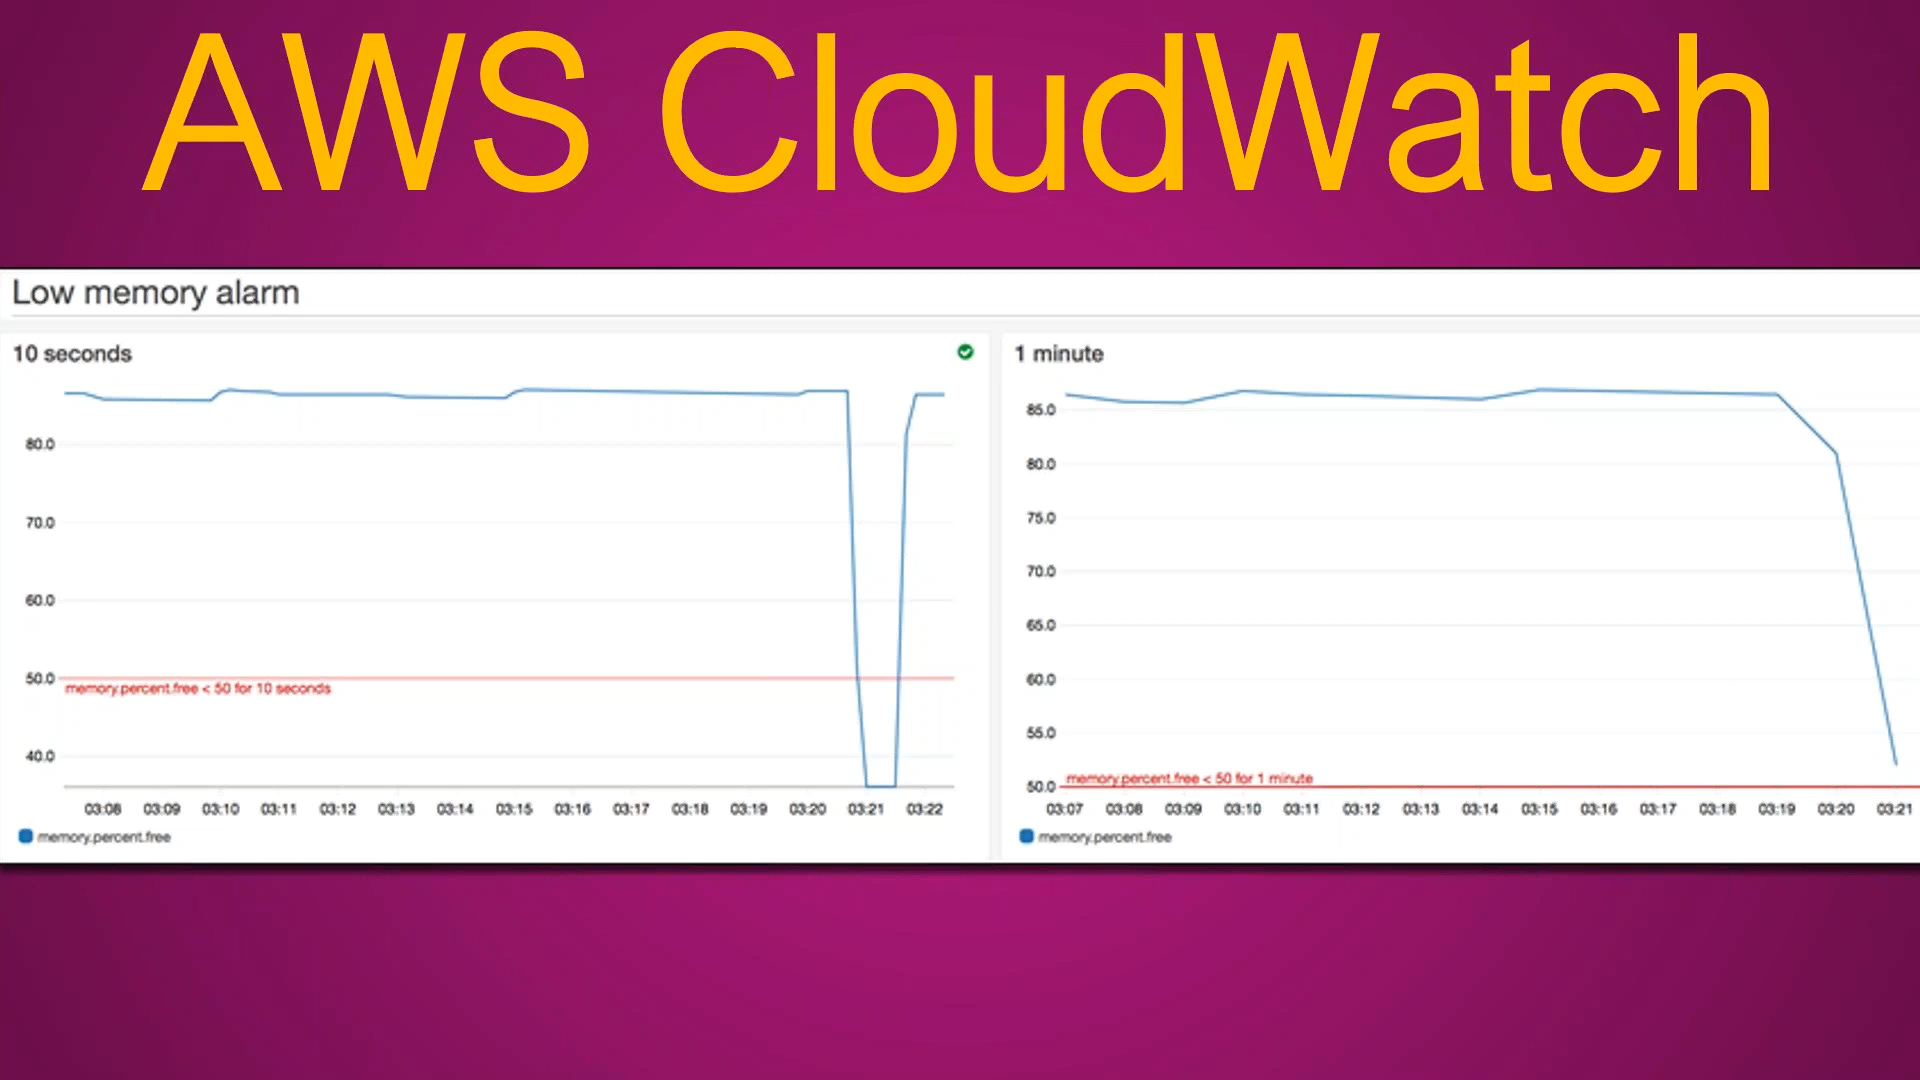 AWS CloudWatch
Low memory alarm
10 seconds
80.0
70.0
60.0
50.0
memory.percent.free < 50 for 10 seconds
40.0
03:08 03:09 03:10 03:11 03:12 03:13 03:14 03:15 03:16 03:17 03:18 03:19 03:20 03:21 03:22
memory.percent.free
1 minute
85.0
80.0
75.0
70.0
65.0
60.0
55.0
memory.percent.free < 50 for 1 minute
50.0
03:07 03:08 03:09 03:10 03:11 03:12 03:13 03:14 03:15 03:16 03:17 03:18 03:19 03:20 03:21
memory.percent.free